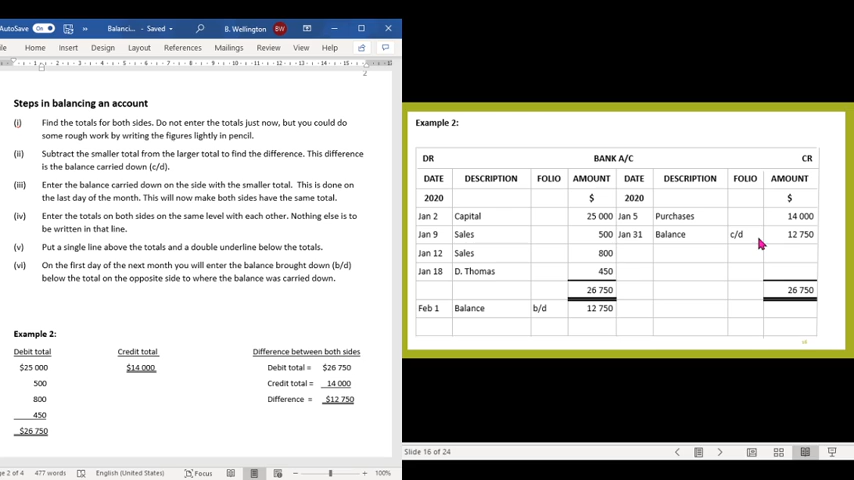 AutoSave On Balanci... - Saved B. Wellington BW
Home Insert Design Layout References Mailings Review View Help
2
Steps in balancing an account
(i) Find the totals for both sides. Do not enter the totals just now, but you could do
some rough work by writing the figures lightly in pencil.
(ii) Subtract the smaller total from the larger total to find the difference. This difference
is the balance carried down (c/d).
(iii) Enter the balance carried down on the side with the smaller total. This is done on
the last day of the month. This will now make both sides have the same total.
(iv) Enter the totals on both sides on the same level with each other. Nothing else is to
be written in that line.
(v) Put a single line above the totals and a double underline below the totals.
(vi) On the first day of the next month you will enter the balance brought down (b/d)
below the total on the opposite side to where the balance was carried down.
Example 2:
Debit total Credit total Difference between both sides
$25 000 $14 000 Debit total = $26 750
500 Credit total = 14 000
800 Difference = $12 750
450
$26 750
age 2 of 4 477 words English (United States) Focus 100%
Example 2:
DR BANK A/C CR
DATE DESCRIPTION FOLIO AMOUNT DATE DESCRIPTION FOLIO AMOUNT
2020 $ 2020 $
Jan 2 Capital 25 000 Jan 5 Purchases 14 000
Jan 9 Sales 500 Jan 31 Balance c/d 12 750
Jan 12 Sales 800
Jan 18 D. Thomas 450
26 750 26 750
Feb 1 Balance b/d 12 750
Slide 16 of 24